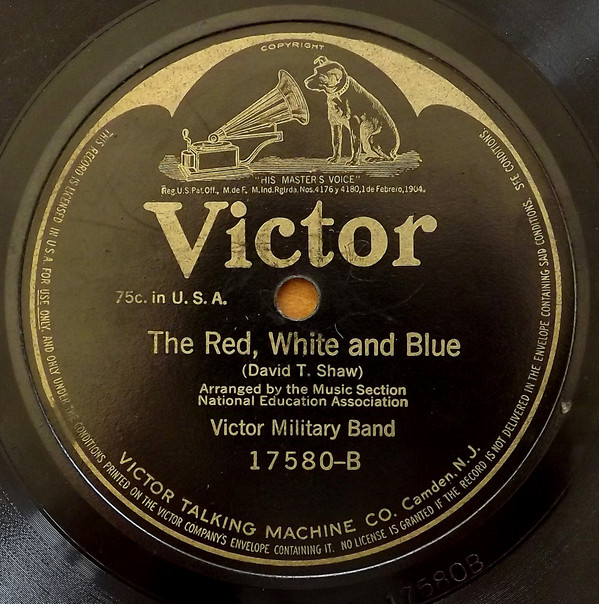 COPYRIGHT
"HIS MASTER'S VOICE"
Reg.U.S.Pat.Off., M.de F., M.Ind.Rgtrda.Nos.4176 y 4180,1 de Febrero,1904.
Victor
75c. in U.S.A.
The Red, White and Blue
(David T. Shaw)
Arranged by the Music Section
National Education Association
Victor Military Band
17580-B
VICTOR TALKING MACHINE CO. Camden. N.J.
THIS RECORD IS LICENSED IN U.S.A. FOR USE ONLY, AND ONLY UNDER THE CONDITIONS PRINTED ON THE VICTOR COMPANY'S ENVELOPE CONTAINING IT. NO LICENSE IS GRANTED IF THE RECORD IS NOT DELIVERED IN THE ENVELOPE CONTAINING SAID CONDITIONS. SEE CONDITIONS.
17580B